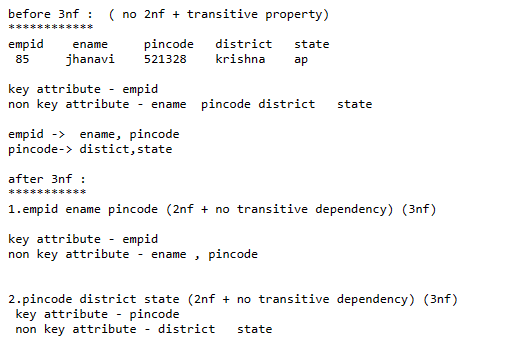 before 3nf :  ( no 2nf + transitive property)
************
empid    ename     pincode   district   state
85     jhanavi    521328    krishna    ap
key attribute - empid
non key attribute - ename  pincode district   state
empid ->  ename, pincode
pincode-> distict,state
after 3nf :
***********
1.empid ename pincode (2nf + no transitive dependency) (3nf)
key attribute - empid
non key attribute - ename , pincode
2.pincode district state (2nf + no transitive dependency) (3nf)
key attribute - pincode
non key attribute - district   state